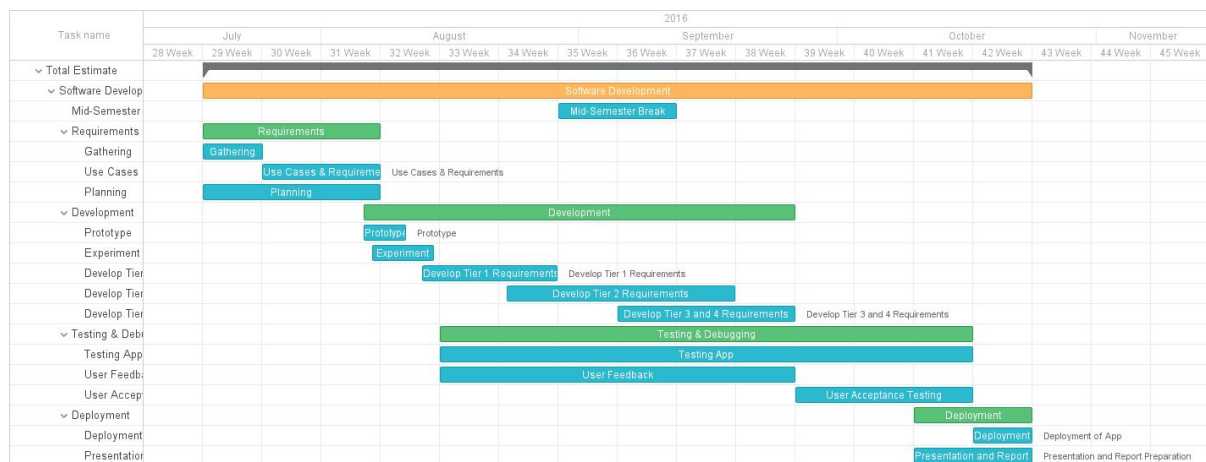 2016
Task name
July August September October November
28 Week 29 Week 30 Week 31 Week 32 Week 33 Week 34 Week 35 Week 36 Week 37 Week 38 Week 39 Week 40 Week 41 Week 42 Week 43 Week 44 Week 45 Week
Total Estimate
Software Develop Software Development
Mid-Semester Mid-Semester Break
Requirements Requirements
Gathering Gathering
Use Cases Use Cases & Requireme Use Cases & Requirements
Planning Planning
Development Development
Prototype Prototype Prototype
Experiment Experiment
Develop Tier Develop Tier 1 Requirements Develop Tier 1 Requirements
Develop Tier Develop Tier 2 Requirements
Develop Tier Develop Tier 3 and 4 Requirements Develop Tier 3 and 4 Requirements
Testing & Debu Testing & Debugging
Testing App Testing App
User Feedba User Feedback
User Accept User Acceptance Testing
Deployment Deployment
Deployment Deployment Deployment of App
Presentation Presentation and Report Presentation and Report Preparation